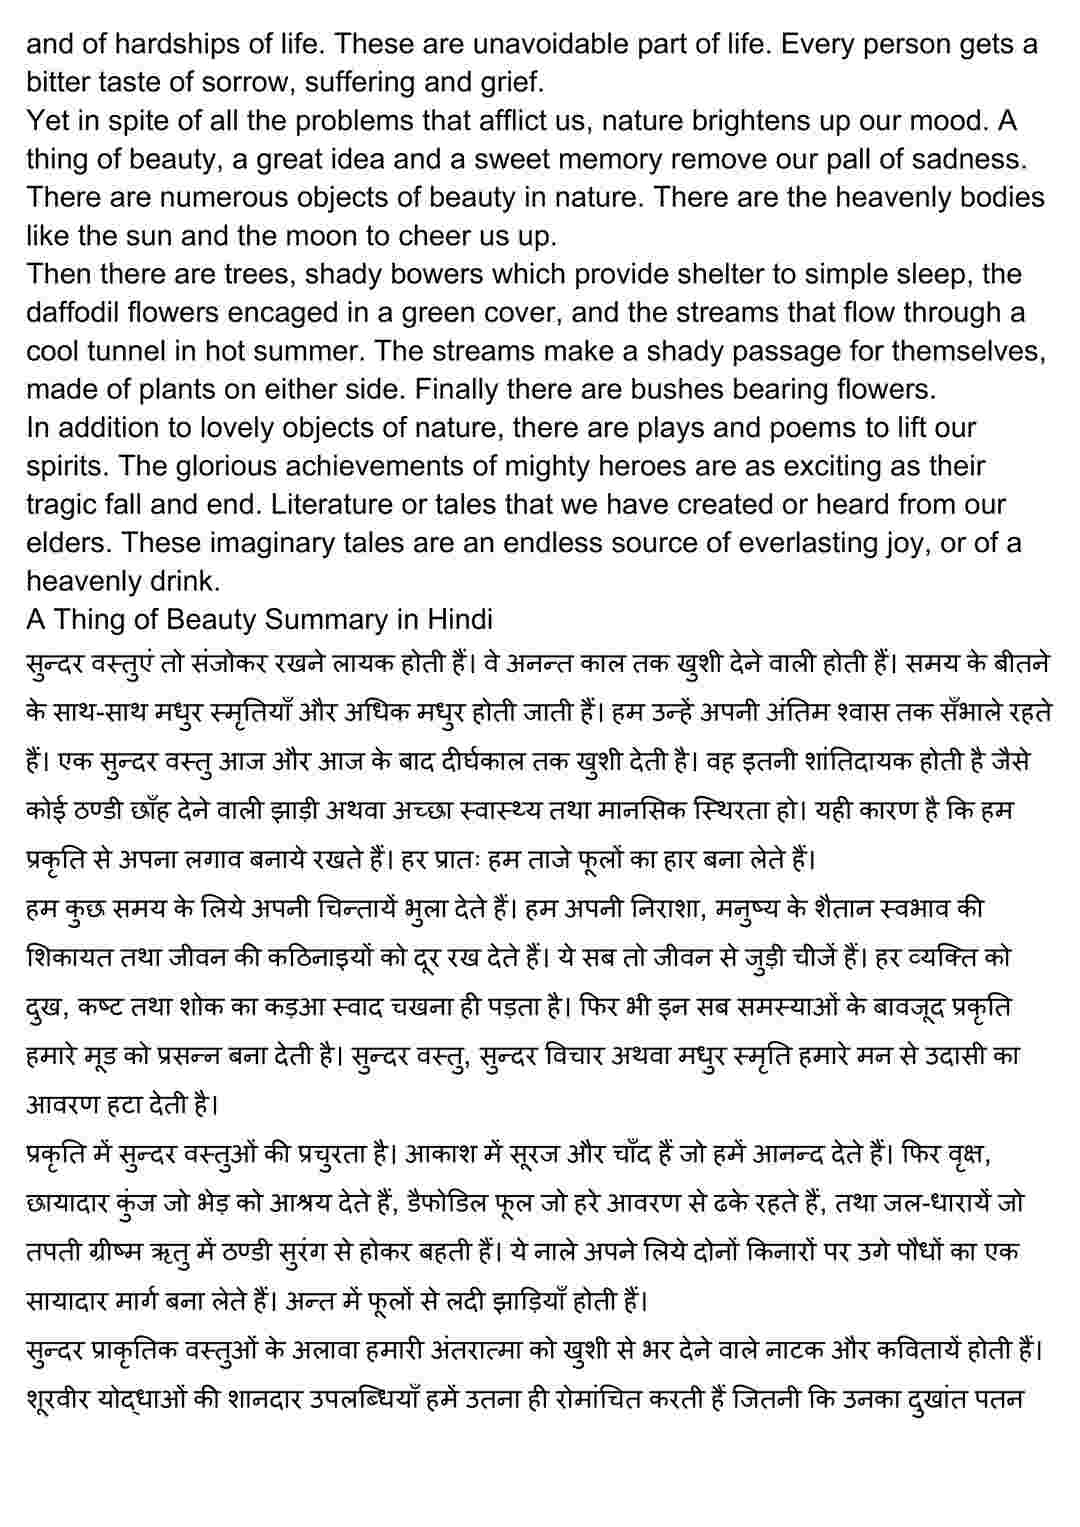 and of hardships of life. These are unavoidable part of life. Every person gets a
bitter taste of sorrow, suffering and grief.
Yet in spite of all the problems that afflict us, nature brightens up our mood. A
thing of beauty, a great idea and a sweet memory remove our pall of sadness.
There are numerous objects of beauty in nature. There are the heavenly bodies
like the sun and the moon to cheer us up.
Then there are trees, shady bowers which provide shelter to simple sleep, the
daffodil flowers encaged in a green cover, and the streams that flow through a
cool tunnel in hot summer. The streams make a shady passage for themselves,
made of plants on either side. Finally there are bushes bearing flowers.
In addition to lovely objects of nature, there are plays and poems to lift our
spirits. The glorious achievements of mighty heroes are as exciting as their
tragic fall and end. Literature or tales that we have created or heard from our
elders. These imaginary tales are an endless source of everlasting joy, or of a
heavenly drink.
A Thing of Beauty Summary in Hindi
सुन्दर वस्तुएं तो संजोकर रखने लायक होती हैं। वे अनन्त काल तक खुशी देने वाली होती हैं। समय के बीतने
के साथ-साथ मधुर स्मृतियाँ और अधिक मधुर होती जाती हैं। हम उन्हें अपनी अंतिम श्वास तक सँभाले रहते
हैं। एक सुन्दर वस्तु आज और आज के बाद दीर्घकाल तक खुशी देती है। वह इतनी शांतिदायक होती है जैसे
कोई ठण्डी छाँह देने वाली झाड़ी अथवा अच्छा स्वास्थ्य तथा मानसिक स्थिरता हो। यही कारण है कि हम
प्रकृति से अपना लगाव बनाये रखते हैं। हर प्रातः हम ताजे फूलों का हार बना लेते हैं।
हम कुछ समय के लिये अपनी चिन्तायें भुला देते हैं। हम अपनी निराशा, मनुष्य के शैतान स्वभाव की
शिकायत तथा जीवन की कठिनाइयों को दूर रख देते हैं। ये सब तो जीवन से जुड़ी चीजें हैं। हर व्यक्ति को
दुख, कष्ट तथा शोक का कड़आ स्वाद चखना ही पड़ता है। फिर भी इन सब समस्याओं के बावजूद प्रकृति
हमारे मूड को प्रसन्न बना देती है। सुन्दर वस्तु, सुन्दर विचार अथवा मधुर स्मृति हमारे मन से उदासी का
आवरण हटा देती है।
प्रकृति में सुन्दर वस्तुओं की प्रचुरता है। आकाश में सूरज और चाँद हैं जो हमें आनन्द देते हैं। फिर वृक्ष,
छायादार कुंज जो भेड़ को आश्रय देते हैं, डैफोडिल फूल जो हरे आवरण से ढके रहते हैं, तथा जल-धारायें जो
तपती ग्रीष्म ऋतु में ठण्डी सुरंग से होकर बहती हैं। ये नाले अपने लिये दोनों किनारों पर उगे पौधों का एक
सायादार मार्ग बना लेते हैं। अन्त में फूलों से लदी झाड़ियाँ होती हैं।
सुन्दर प्राकृतिक वस्तुओं के अलावा हमारी अंतरात्मा को खुशी से भर देने वाले नाटक और कवितायें होती हैं।
शूरवीर योद्धाओं की शानदार उपलब्धियाँ हमें उतना ही रोमांचित करती हैं जितनी कि उनका दुखांत पतन